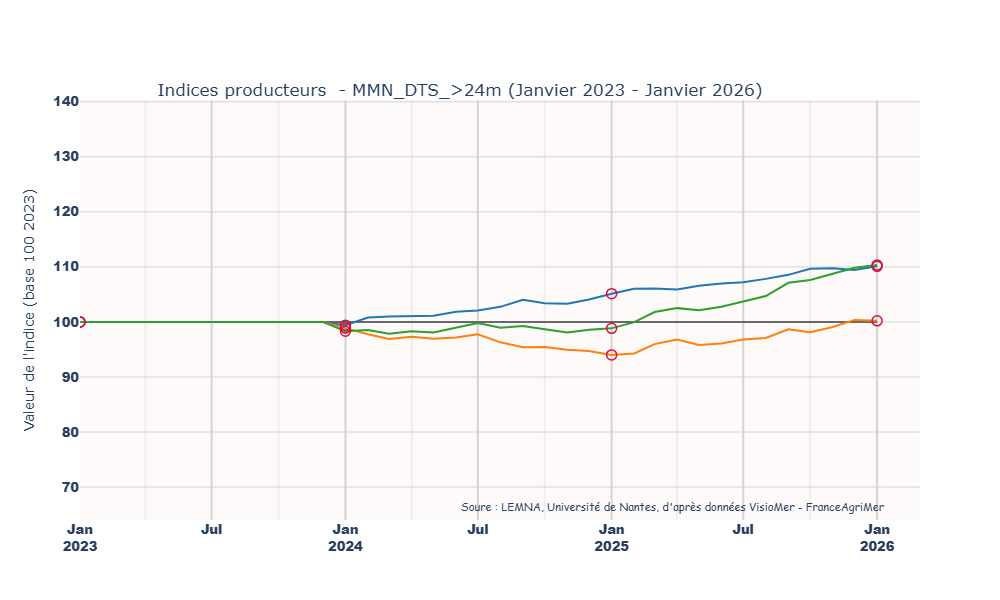 Indices producteurs  - MMN_DTS_>24m (Janvier 2023 - Janvier 2026)
Valeur de l'indice (base 100 2023)
140
130
120
110
100
90
80
70
Soure : LEMNA, Université de Nantes, d'après données VisioMer - FranceAgriMer
Jan
2023
Jul
Jan
2024
Jul
Jan
2025
Jul
Jan
2026